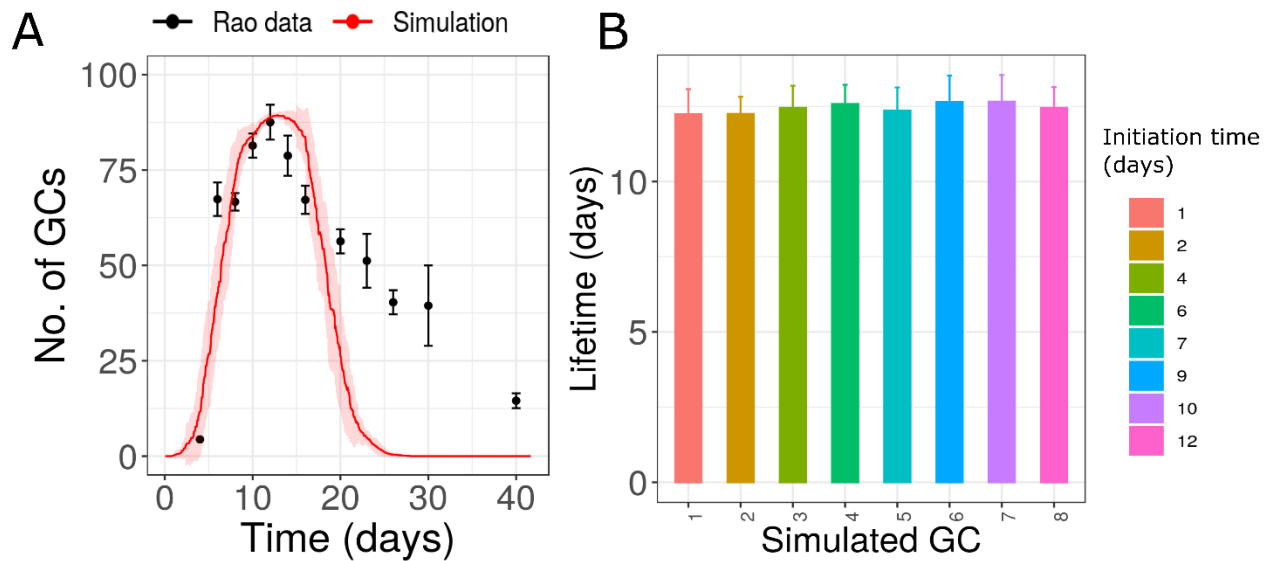 A
Rao data
Simulation
No. of GCs
100
75
50
25
0
0 10 20 30 40
Time (days)
B
Lifetime (days)
10
5
0
1 2 3 4 5 6 7 8
Simulated GC
Initiation time
(days)
1
2
4
6
7
9
10
12